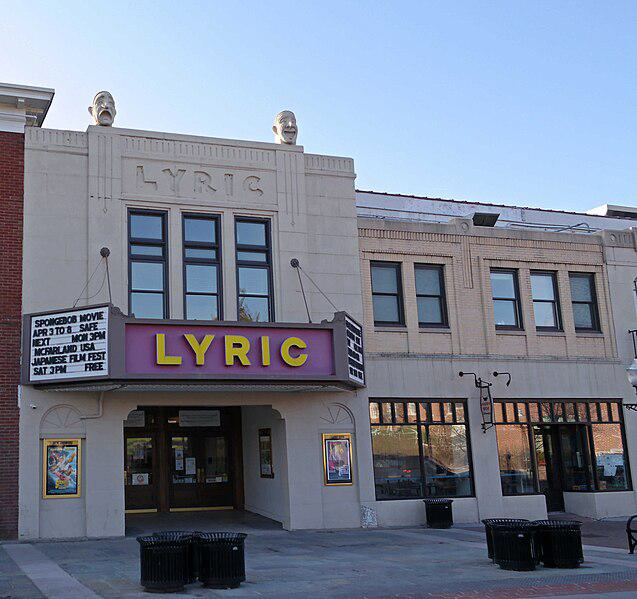 LYRIC
SPONGEBOB MOVIE
APR 3 TO 8 SAFE
NEXT MON 3PM
MCFARLAND USA
JAPANESE FILM FEST
SAT 3PM FREE
LYRIC